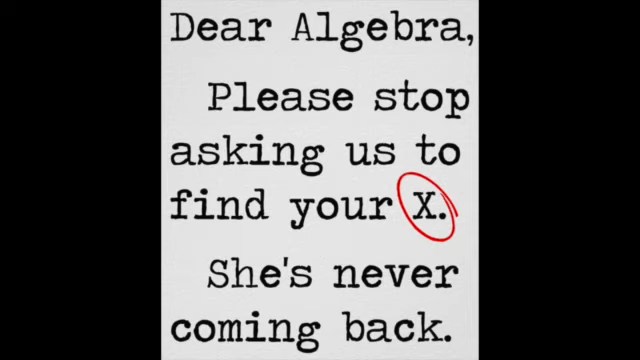 Dear Algebra,
Please stop
asking us to
find your X.
She's never
coming back.